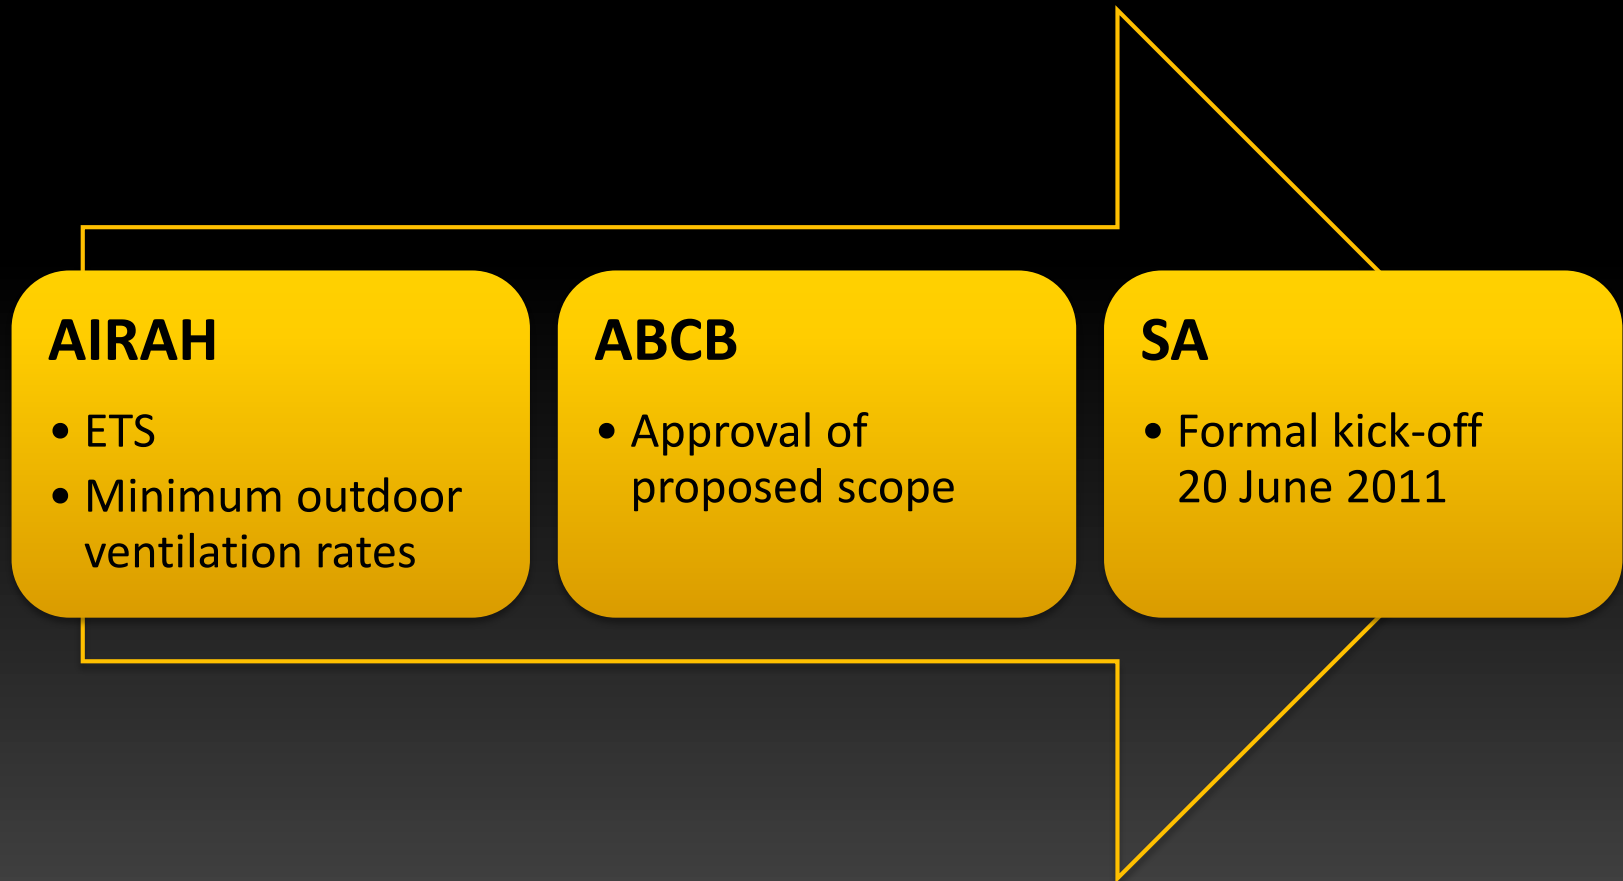 AIRAH
• ETS
• Minimum outdoor
ventilation rates
ABCB
• Approval of
proposed scope
SA
• Formal kick-off
20 June 2011